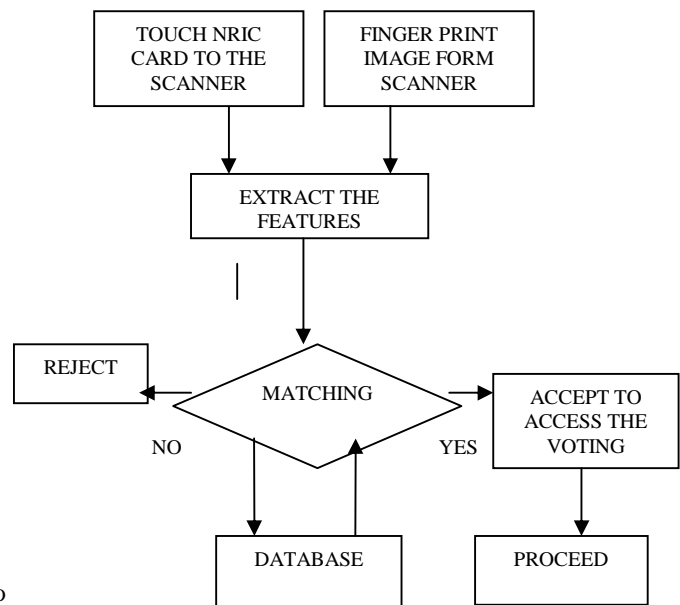 TOUCH NRIC
CARD TO THE
SCANNER
FINGER PRINT
IMAGE FORM
SCANNER
EXTRACT THE
FEATURES
REJECT
MATCHING
ACCEPT TO
ACCESS THE
VOTING
NO
YES
DATABASE
PROCEED